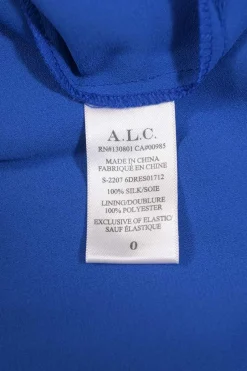 A.L.C.
RN#130801 CA#00985
MADE IN CHINA
FABRIQUÉ EN CHINE
S-2207 6DRES01712
100% SILK/SOIE
LINING/DOUBLURE
100% POLYESTER
EXCLUSIVE OF ELASTIC/
SAUF ÉLASTIQUE
0